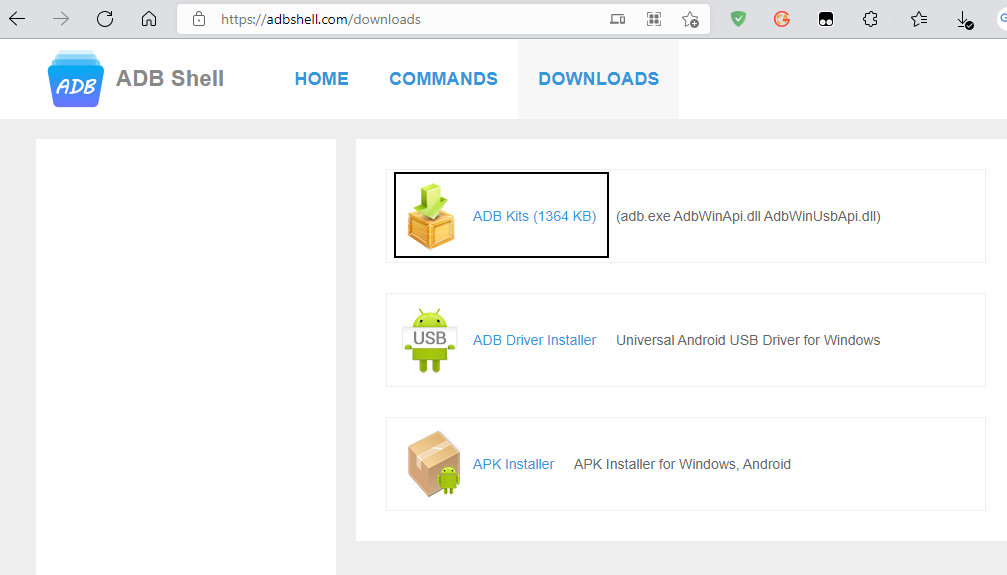 https://adbshell.com/downloads
ADB ADB Shell HOME COMMANDS DOWNLOADS
ADB Kits (1364 KB) (adb.exe AdbWinApi.dll AdbWinUsbApi.dll)
USB ADB Driver Installer Universal Android USB Driver for Windows
APK Installer APK Installer for Windows, Android